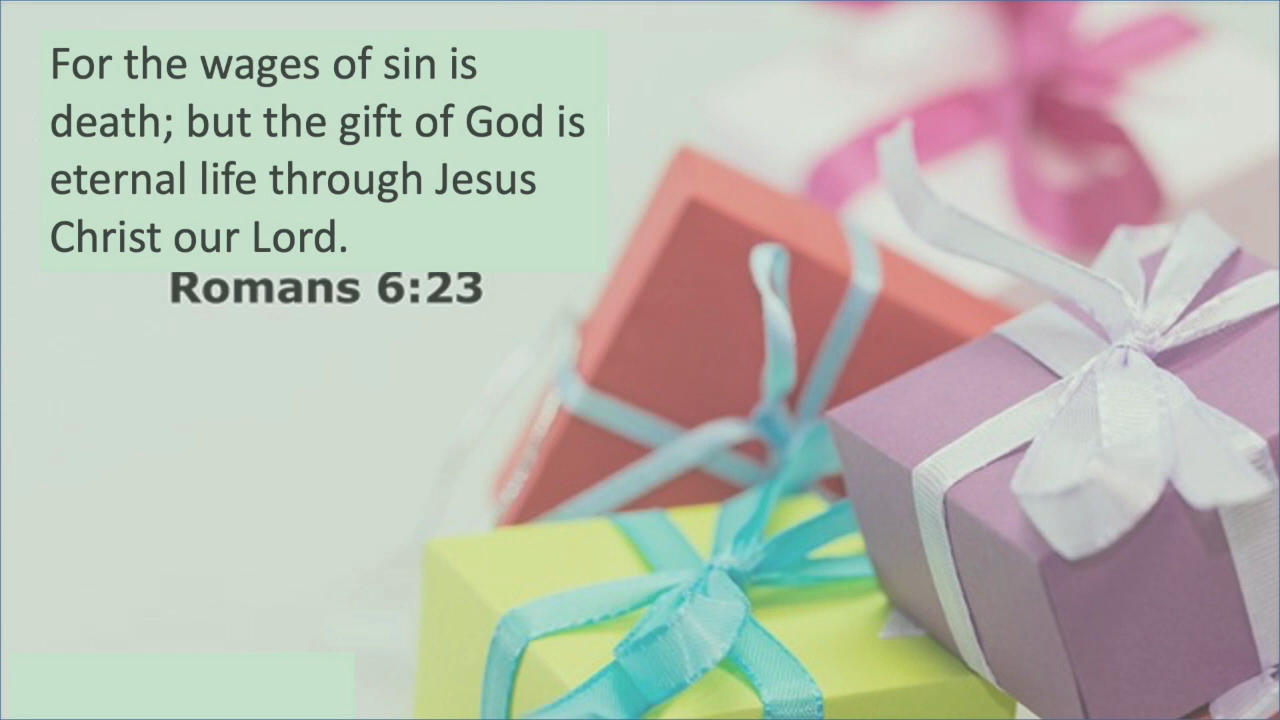 For the wages of sin is
death; but the gift of God is
eternal life through Jesus
Christ our Lord.
Romans 6:23